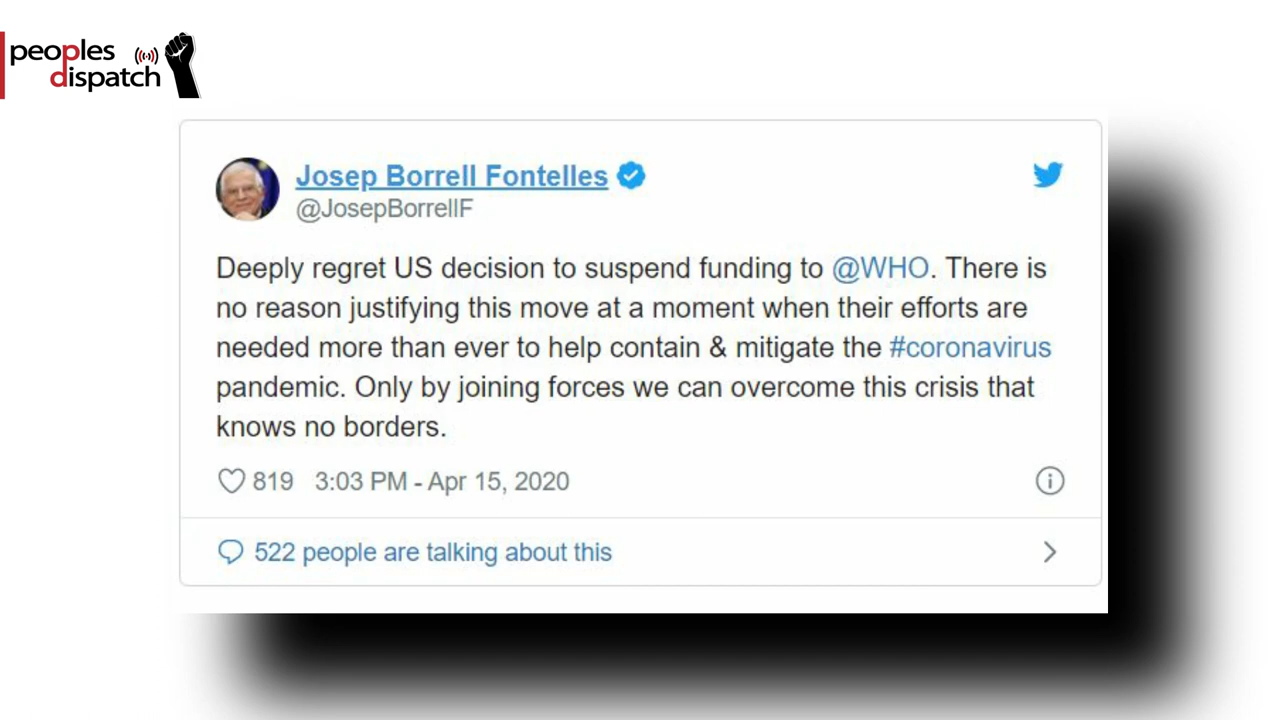 peoples
dispatch
Josep Borrell Fontelles
@JosepBorrellF
Deeply regret US decision to suspend funding to @WHO. There is
no reason justifying this move at a moment when their efforts are
needed more than ever to help contain & mitigate the #coronavirus
pandemic. Only by joining forces we can overcome this crisis that
knows no borders.
819 3:03 PM - Apr 15, 2020
522 people are talking about this